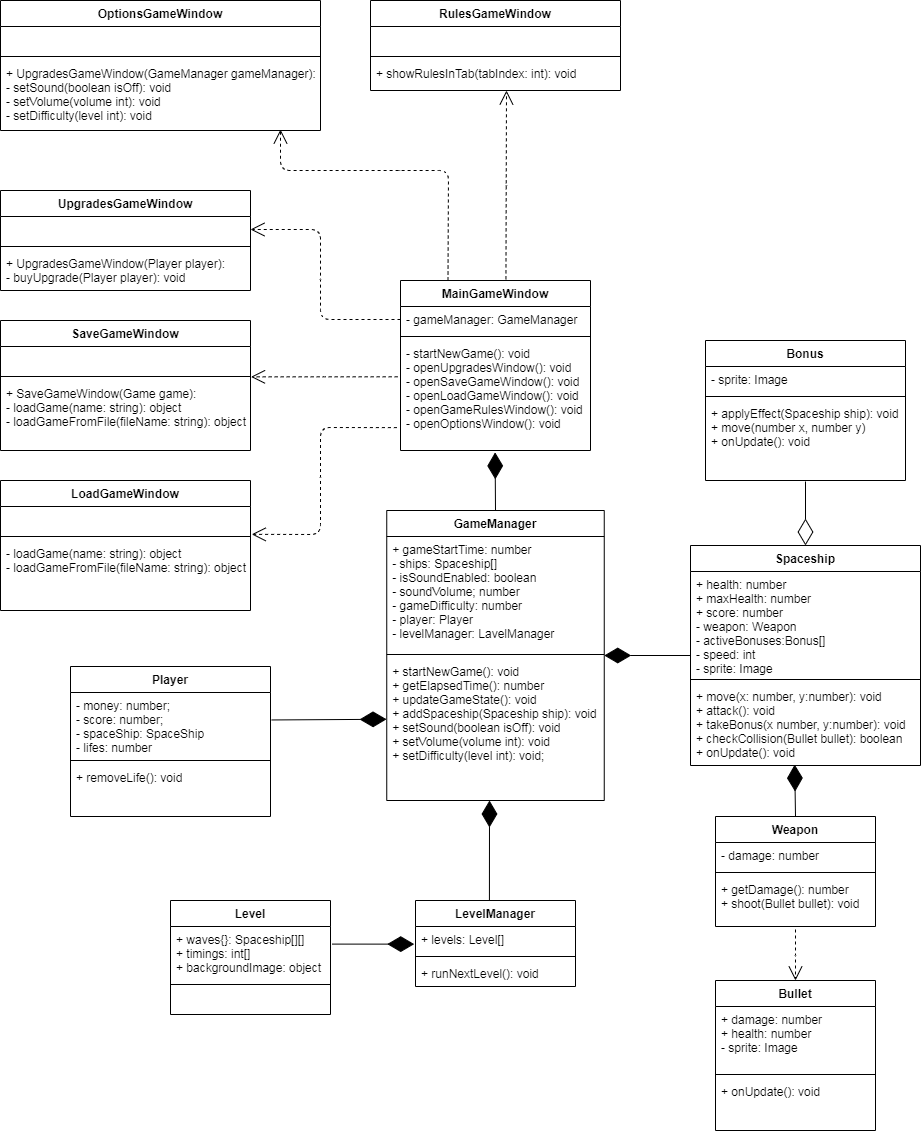 OptionsGameWindow
+ UpgradesGameWindow(GameManager gameManager):
- setSound(boolean isOff): void
- setVolume(volume int): void
- setDifficulty(level int): void
RulesGameWindow
+ showRulesInTab(tabIndex: int): void
UpgradesGameWindow
+ UpgradesGameWindow(Player player):
- buyUpgrade(Player player): void
SaveGameWindow
+ SaveGameWindow(Game game):
- loadGame(name: string): object
- loadGameFromFile(fileName: string): object
LoadGameWindow
- loadGame(name: string): object
- loadGameFromFile(fileName: string): object
MainGameWindow
- gameManager: GameManager
- startNewGame(): void
- openUpgradesWindow(): void
- openSaveGameWindow(): void
- openLoadGameWindow(): void
- openGameRulesWindow(): void
- openOptionsWindow(): void
Bonus
- sprite: Image
+ applyEffect(Spaceship ship): void
+ move(number x, number y)
+ onUpdate(): void
GameManager
+ gameStartTime: number
- ships: Spaceship[]
- isSoundEnabled: boolean
- soundVolume; number
- gameDifficulty: number
- player: Player
- levelManager: LavelManager
+ startNewGame(): void
+ getElapsedTime(): number
+ updateGameState(): void
+ addSpaceship(Spaceship ship): void
+ setSound(boolean isOff): void
+ setVolume(volume int): void
+ setDifficulty(level int): void;
Spaceship
+ health: number
+ maxHealth: number
+ score: number
- weapon: Weapon
- activeBonuses:Bonus[]
- speed: int
- sprite: Image
+ move(x: number, y:number): void
+ attack(): void
+ takeBonus(x number, y:number): void
+ checkCollision(Bullet bullet): boolean
+ onUpdate(): void
Player
- money: number;
- score: number;
- spaceShip: SpaceShip
- lifes: number
+ removeLife(): void
Weapon
- damage: number
+ getDamage(): number
+ shoot(Bullet bullet): void
Level
+ waves{}: Spaceship[][]
+ timings: int[]
+ backgroundImage: object
LevelManager
+ levels: Level[]
+ runNextLevel(): void
Bullet
+ damage: number
+ health: number
- sprite: Image
+ onUpdate(): void